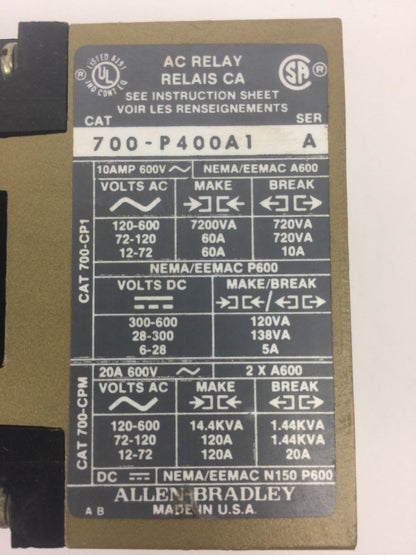 LISTED A191
IND CONT EQ
UL
®
AC RELAY
RELAIS CA
SA
®
SEE INSTRUCTION SHEET
VOIR LES RENSEIGNEMENTS
CAT SER
700-P400A1 A
10AMP 600V NEMA/EEMAC A600
CAT 700-CP1
VOLTS AC MAKE BREAK
120-600 7200VA 720VA
72-120 60A 720VA
12-72 60A 10A
NEMA/EEMAC P600
VOLTS DC MAKE/BREAK
300-600 120VA
28-300 138VA
6-28 5A
CAT 700-CPM
20A 600V 2 X A600
VOLTS AC MAKE BREAK
120-600 14.4KVA 1.44KVA
72-120 120A 1.44KVA
12-72 120A 20A
DC NEMA/EEMAC N150 P600
ALLEN-BRADLEY
A B MADE IN U.S.A.